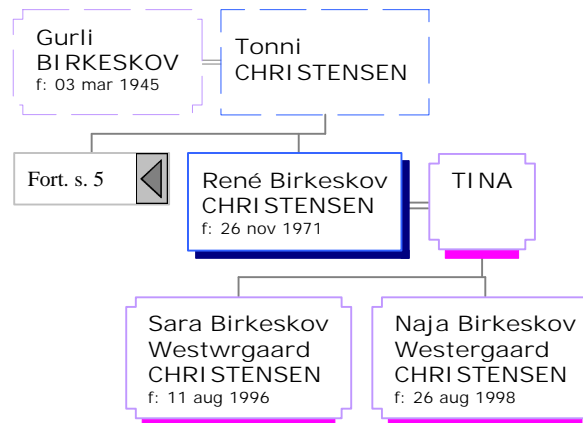 Gurli
BIRKESKOV
f: 03 mar 1945
Tonni
CHRISTENSEN
Fort. s. 5
René Birkeskov
CHRISTENSEN
f: 26 nov 1971
TINA
Sara Birkeskov
Westwrgaard
CHRISTENSEN
f: 11 aug 1996
Naja Birkeskov
Westergaard
CHRISTENSEN
f: 26 aug 1998